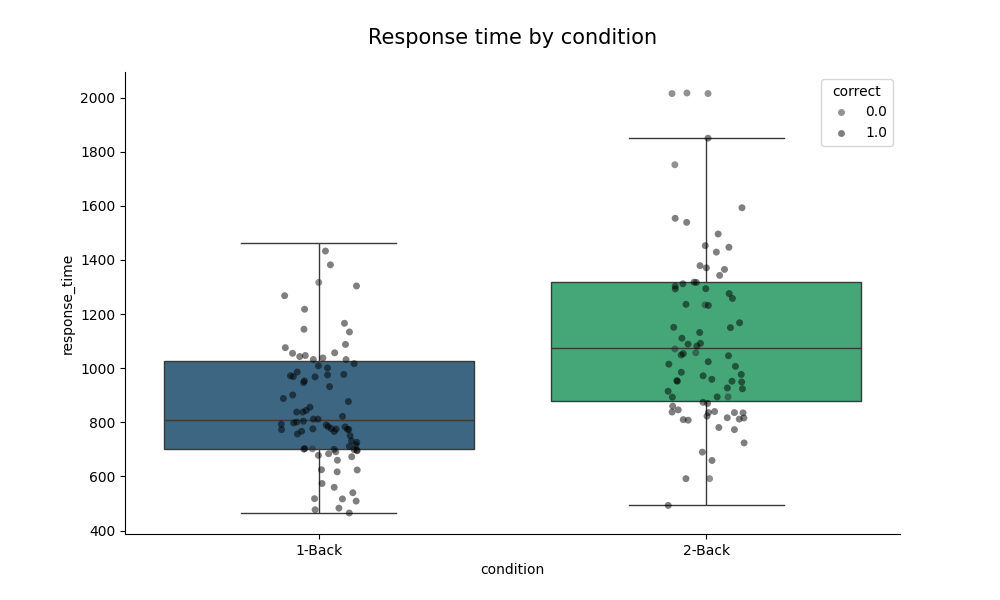 Response time by condition
response_time
2000
1800
1600
1400
1200
1000
800
600
400
correct
0.0
1.0
1-Back
2-Back
condition